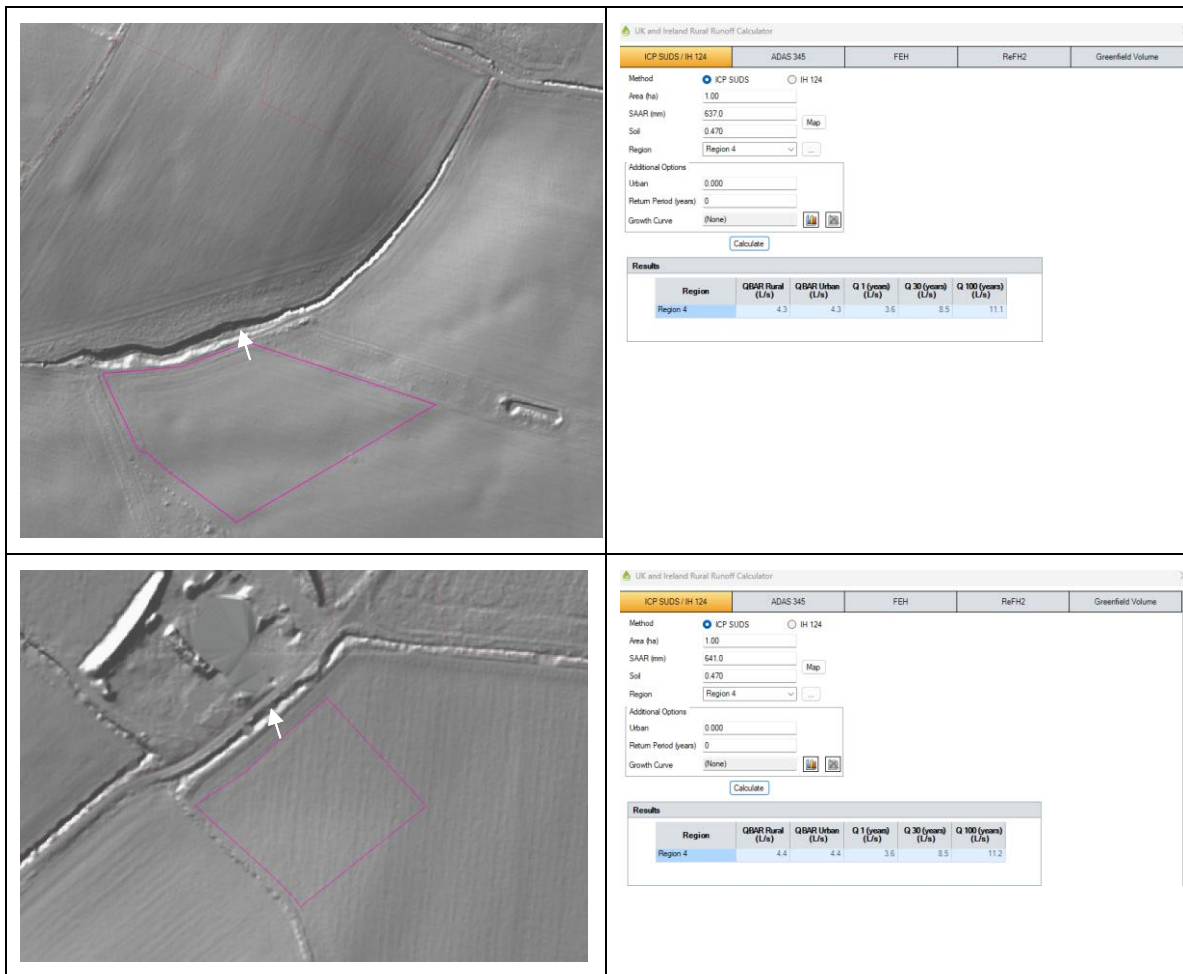 UK and Ireland Rural Runoff Calculator
ICP SUDS / IH 124 ADAS 345 FEH ReFH2 Greenfield Volume
Method ICP SUDS IH 124
Area (ha) 1.00
SAAR (mm) 637.0
Map
Soil 0.470
Region Region 4 ...
Additional Options
Urban 0.000
Return Period (years) 0
Growth Curve (None)
Calculate
Results
Region QBAR Rural (L/s) QBAR Urban (L/s) Q 1 (years) (L/s) Q 30 (years) (L/s) Q 100 (years) (L/s)
Region 4 4.3 4.3 3.6 8.5 11.1
UK and Ireland Rural Runoff Calculator
ICP SUDS / IH 124 ADAS 345 FEH ReFH2 Greenfield Volume
Method ICP SUDS IH 124
Area (ha) 1.00
SAAR (mm) 641.0
Map
Soil 0.470
Region Region 4 ...
Additional Options
Urban 0.000
Return Period (years) 0
Growth Curve (None)
Calculate
Results
Region QBAR Rural (L/s) QBAR Urban (L/s) Q 1 (years) (L/s) Q 30 (years) (L/s) Q 100 (years) (L/s)
Region 4 4.4 4.4 3.6 8.5 11.2